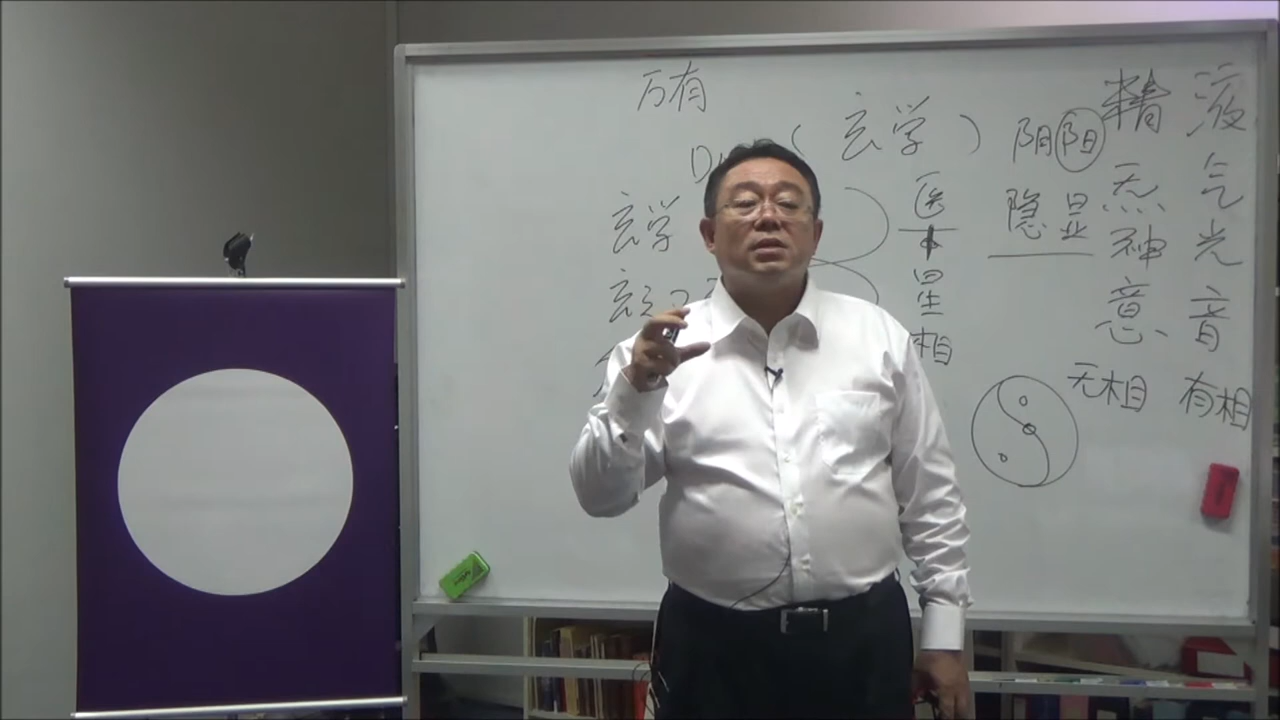 万有
(玄学) 阴阳 精 液
玄学 医 隐显 炁 气
卜 神 光
玄 星 意 音
相 无相 有相